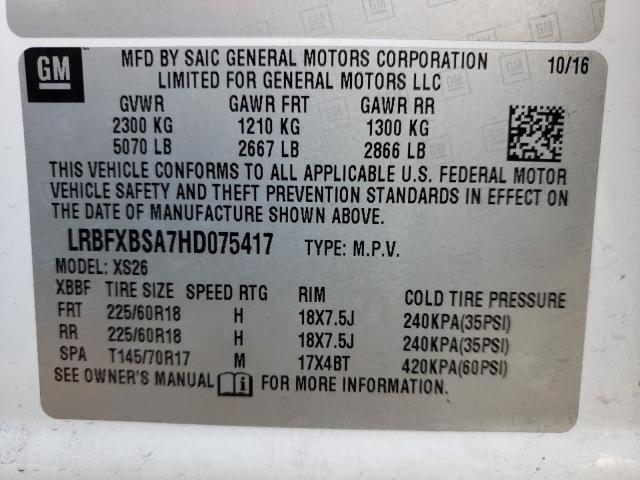 GM
MFD BY SAIC GENERAL MOTORS CORPORATION 10/16
LIMITED FOR GENERAL MOTORS LLC
GVWR GAWR FRT GAWR RR
2300 KG 1210 KG 1300 KG
5070 LB 2667 LB 2866 LB
THIS VEHICLE CONFORMS TO ALL APPLICABLE U.S. FEDERAL MOTOR
VEHICLE SAFETY AND THEFT PREVENTION STANDARDS IN EFFECT ON
THE DATE OF MANUFACTURE SHOWN ABOVE.
LRBFXBSA7HD075417 TYPE: M.P.V.
MODEL: XS26
XBBF TIRE SIZE SPEED RTG RIM COLD TIRE PRESSURE
FRT 225/60R18 H 18X7.5J 240KPA(35PSI)
RR 225/60R18 H 18X7.5J 240KPA(35PSI)
SPA T145/70R17 M 17X4BT 420KPA(60PSI)
SEE OWNER'S MANUAL FOR MORE INFORMATION.